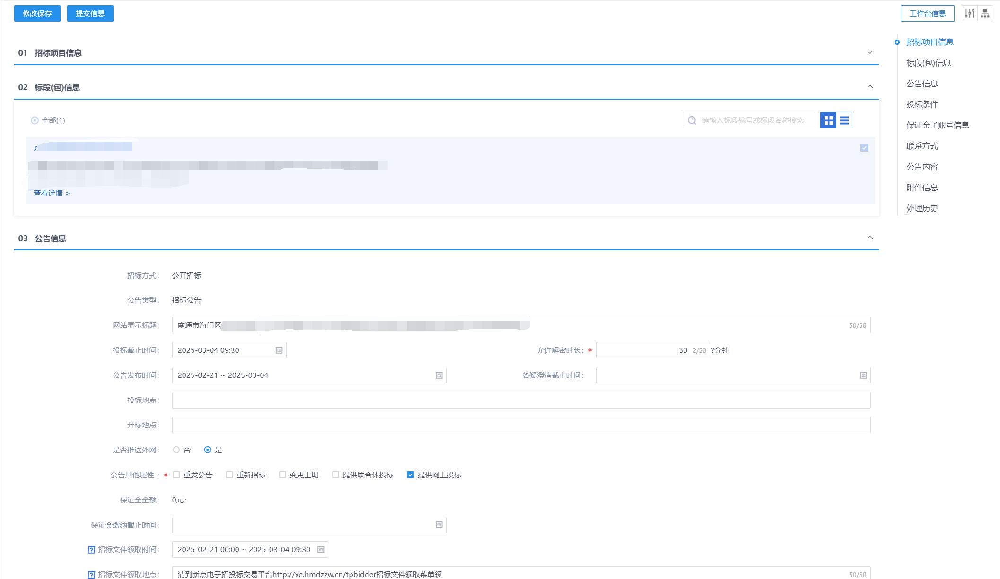 修改保存 提交信息 工作台信息
01 招标项目信息
02 标段(包)信息
全部(1) 请输入标段编号或标段名称搜索
查看详情 >
03 公告信息
招标方式: 公开招标
公告类型: 招标公告
网站显示标题: 南通市海门区 50/50
投标截止时间: 2025-03-04 09:30 允许解密时长: * 30 2/50 ?分钟
公告发布时间: 2025-02-21 ~ 2025-03-04 答疑澄清截止时间:
投标地点:
开标地点:
是否推送外网: 否 是
公告其他属性: * 重发公告 重新招标 变更工期 提供联合体投标 提供网上投标
保证金金额: 0元;
保证金缴纳截止时间:
? 招标文件领取时间: 2025-02-21 00:00 ~ 2025-03-04 09:30
? 招标文件领取地点: 请到新点电子招投标交易平台http://xe.hmdzzw.cn/tpbidder招标文件领取菜单领 50/50
招标项目信息
标段(包)信息
公告信息
投标条件
保证金子账号信息
联系方式
公告内容
附件信息
处理历史